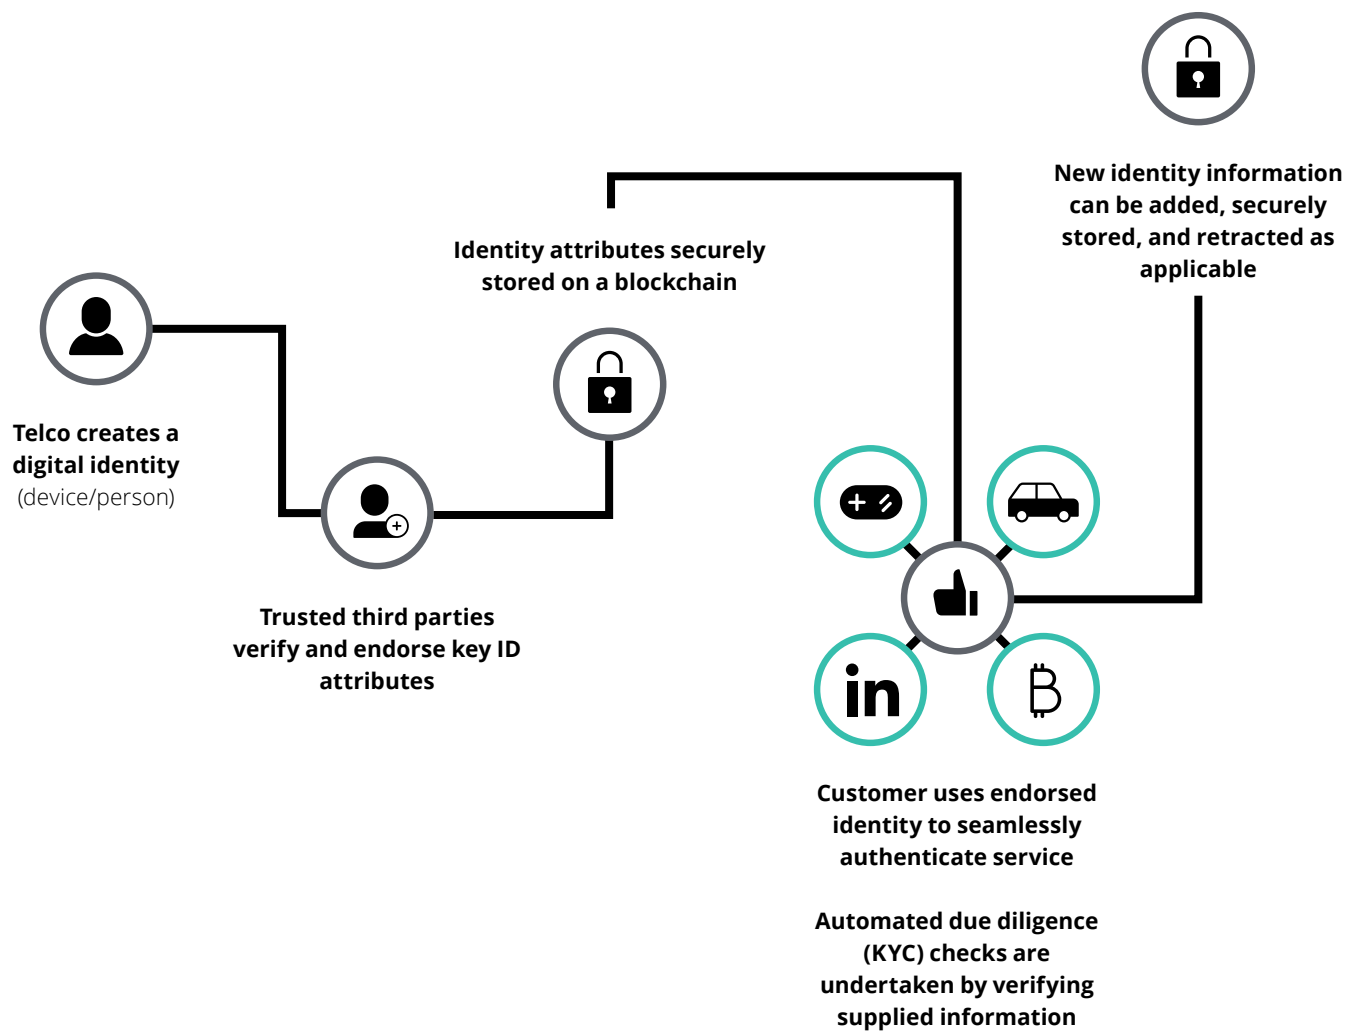 Telco creates a
digital identity
(device/person)
Trusted third parties
verify and endorse key ID
attributes
Identity attributes securely
stored on a blockchain
in
Customer uses endorsed
identity to seamlessly
authenticate service
Automated due diligence
(KYC) checks are
undertaken by verifying
supplied information
New identity information
can be added, securely
stored, and retracted as
applicable